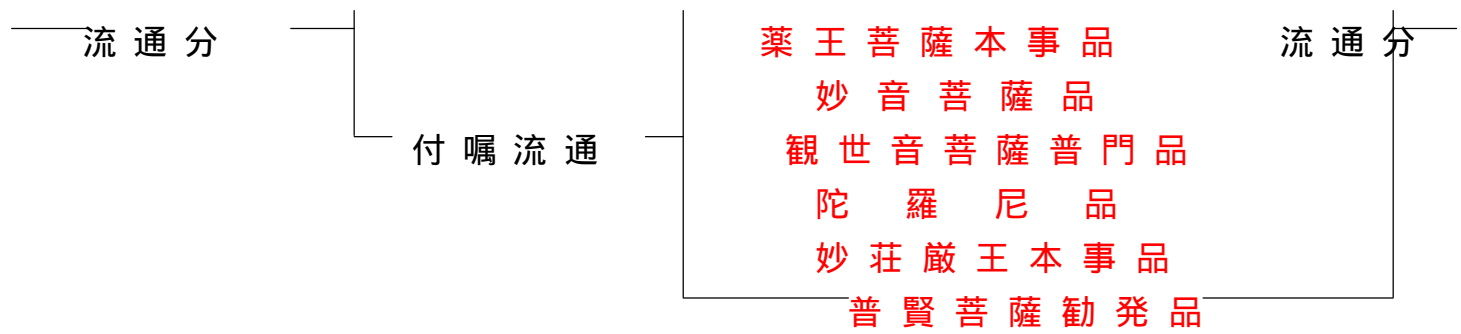 流通分
薬王菩薩本事品
流通分
妙音菩薩品
付嘱流通
観世音菩薩普門品
陀羅尼品
妙荘厳王本事品
普賢菩薩勧発品